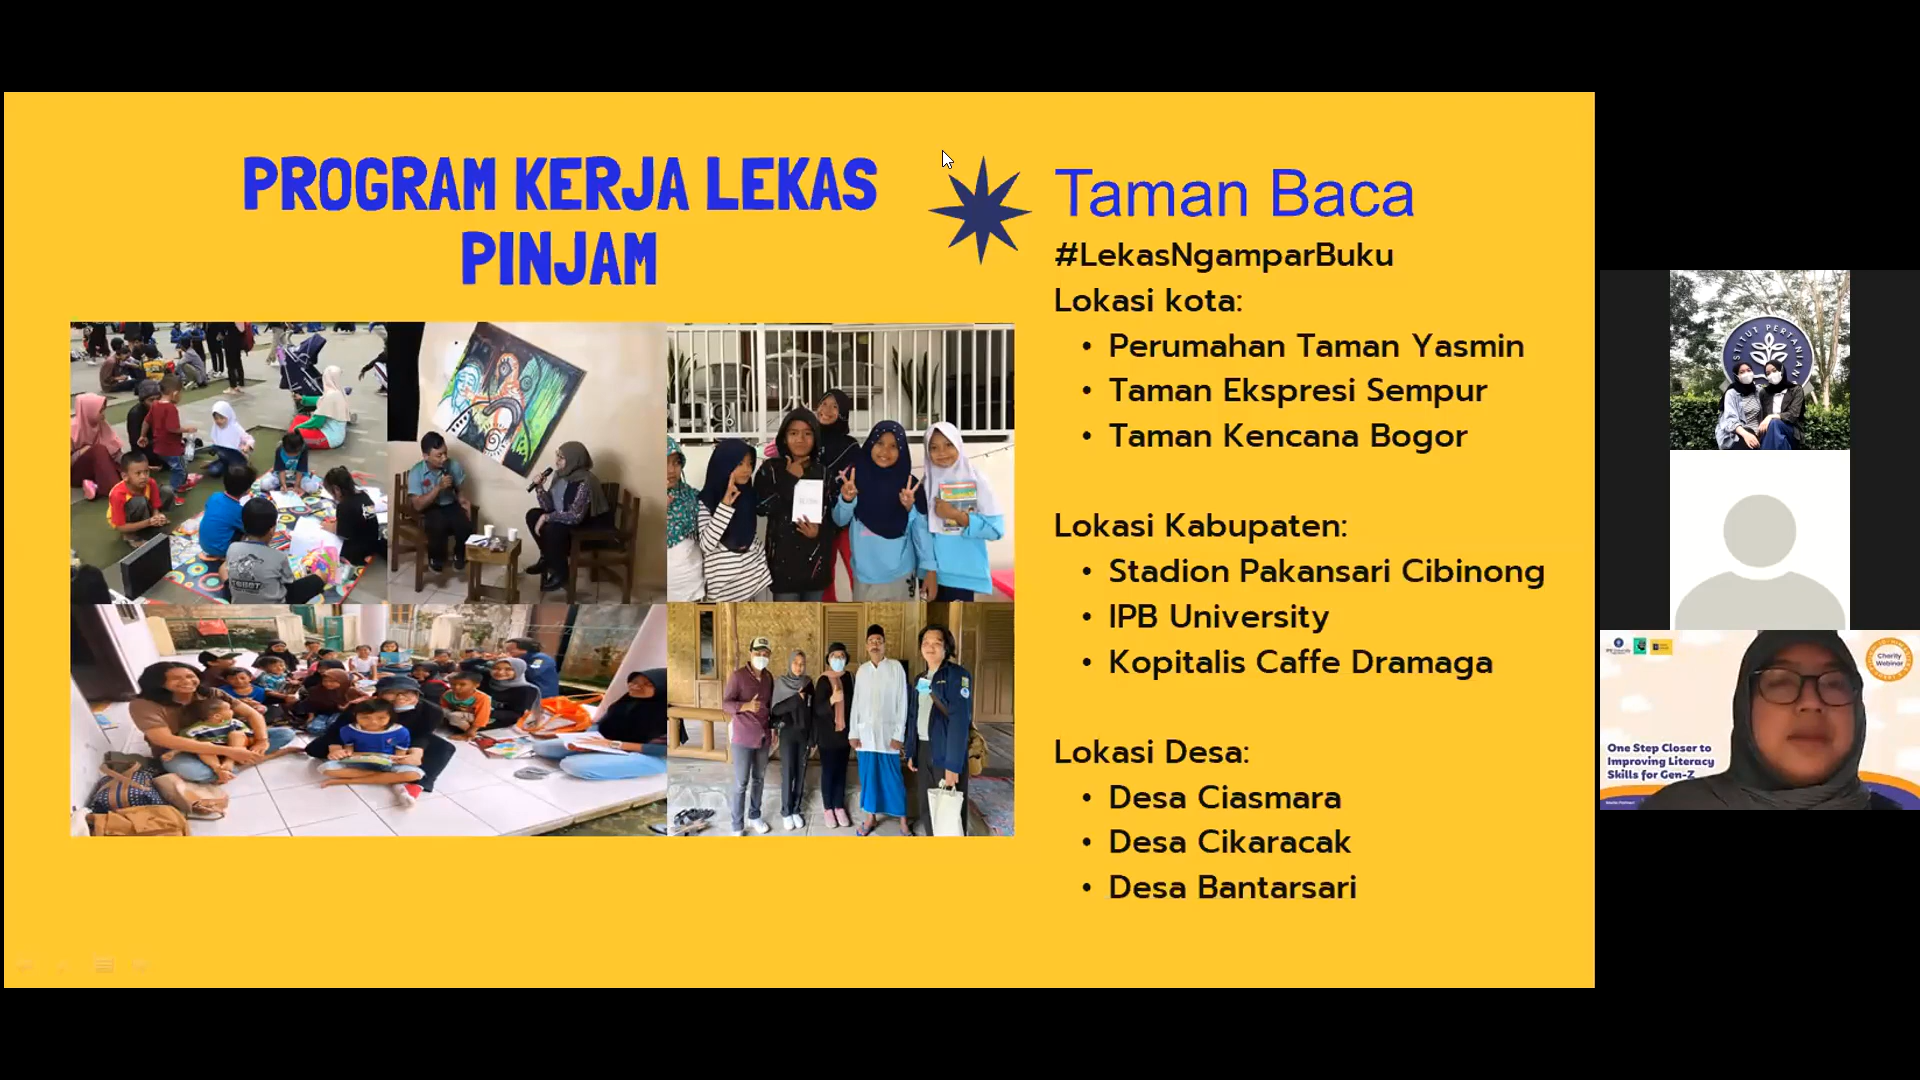 PROGRAM KERJA LEKAS
PINJAM
Taman Baca
#LekasNgamparBuku
Lokasi kota:
• Perumahan Taman Yasmin
• Taman Ekspresi Sempur
• Taman Kencana Bogor
Lokasi Kabupaten:
• Stadion Pakansari Cibinong
• IPB University
• Kopitalis Caffe Dramaga
Lokasi Desa:
• Desa Ciasmara
• Desa Cikaracak
• Desa Bantarsari
STITUT PERTANIAN
Charity
Webinar
One Step Closer to
Improving Literacy
Skills for Gen-Z